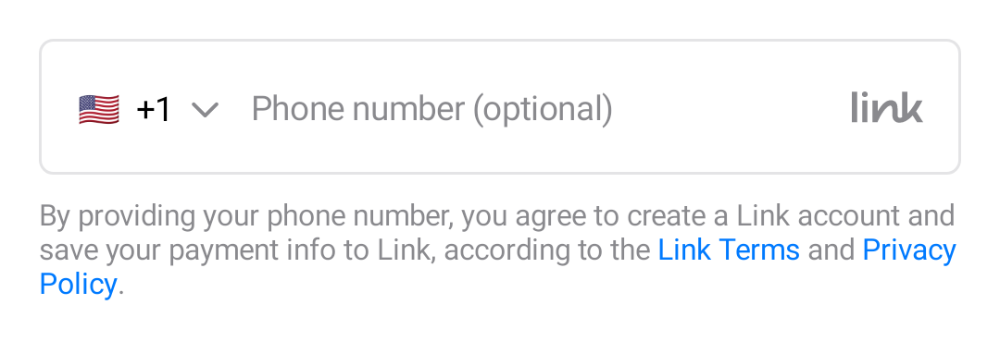 +1 Phone number (optional) link
By providing your phone number, you agree to create a Link account and
save your payment info to Link, according to the Link Terms and Privacy
Policy.